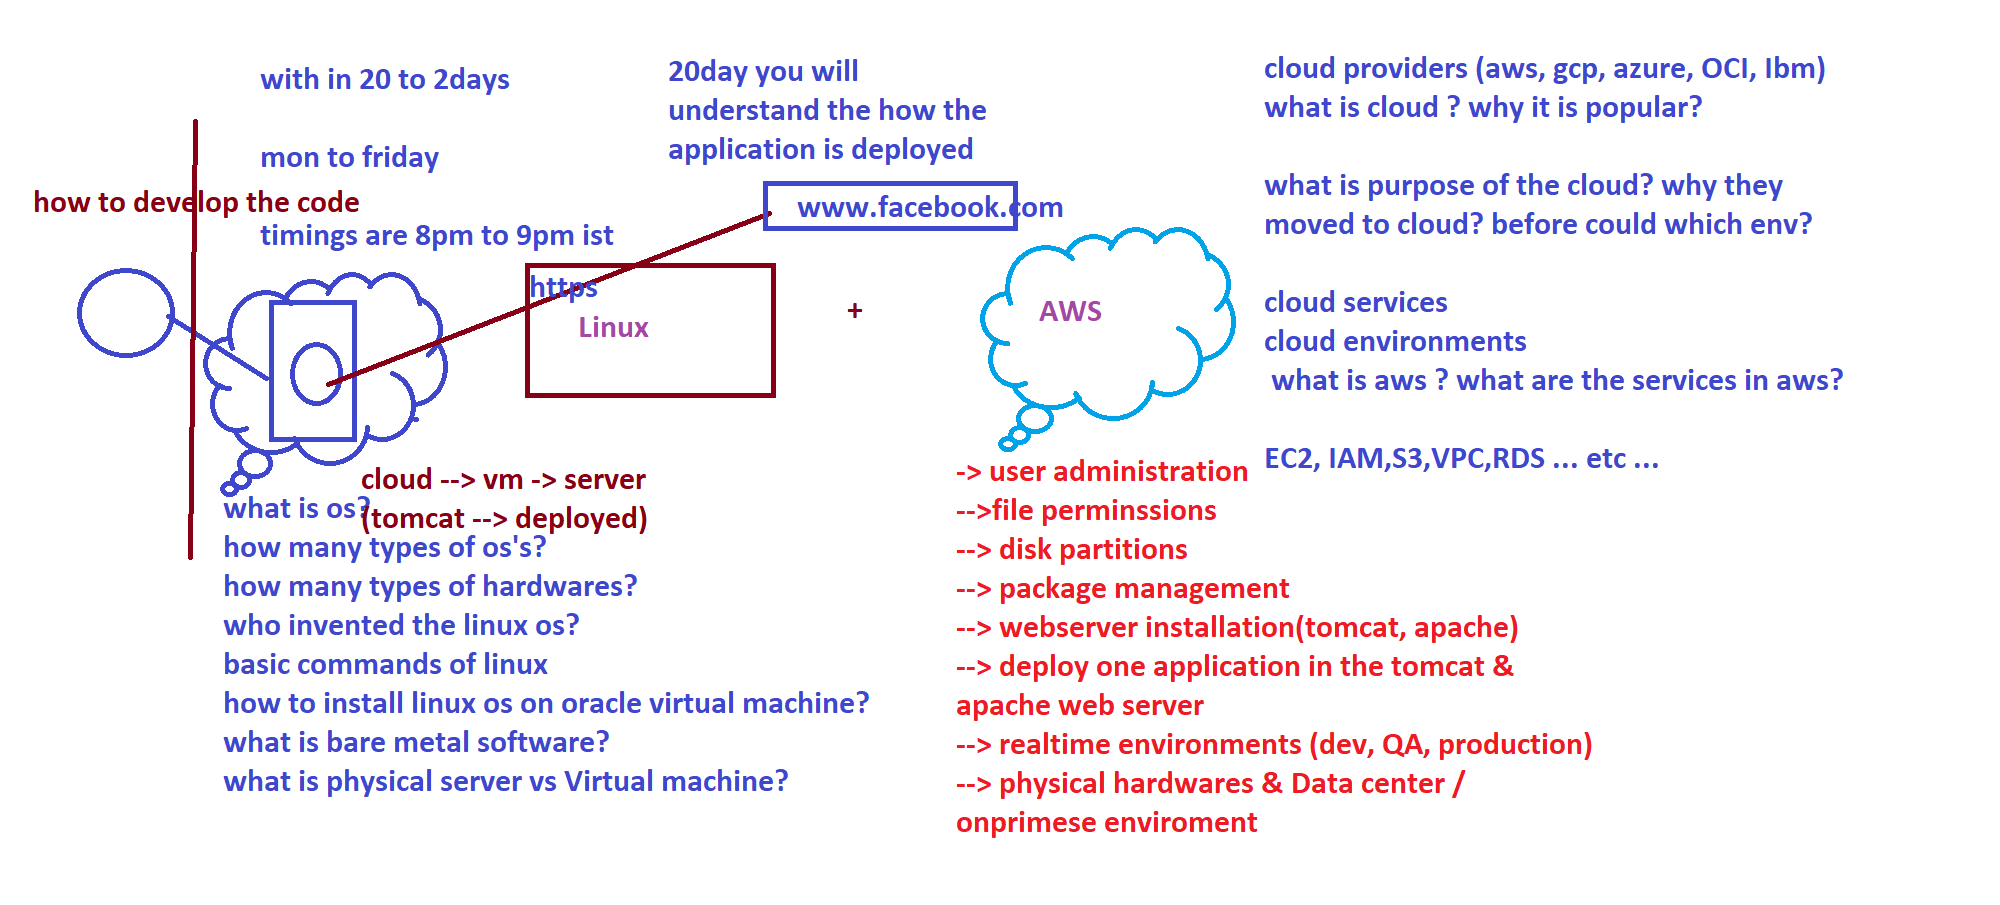 with in 20 to 2days
mon to friday
how to develop the code
timings are 8pm to 9pm ist
20day you will
understand the how the
application is deployed
www.facebook.com
https
Linux
+
AWS
cloud providers (aws, gcp, azure, OCI, Ibm)
what is cloud ? why it is popular?
what is purpose of the cloud? why they
moved to cloud? before could which env?
cloud services
cloud environments
what is aws ? what are the services in aws?
EC2, IAM,S3,VPC,RDS ... etc ...
cloud --> vm -> server
(tomcat --> deployed)
what is os?
how many types of os's?
how many types of hardwares?
who invented the linux os?
basic commands of linux
how to install linux os on oracle virtual machine?
what is bare metal software?
what is physical server vs Virtual machine?
-> user administration
-->file perminssions
--> disk partitions
--> package management
--> webserver installation(tomcat, apache)
--> deploy one application in the tomcat &
apache web server
--> realtime environments (dev, QA, production)
--> physical hardwares & Data center /
onprimese enviroment